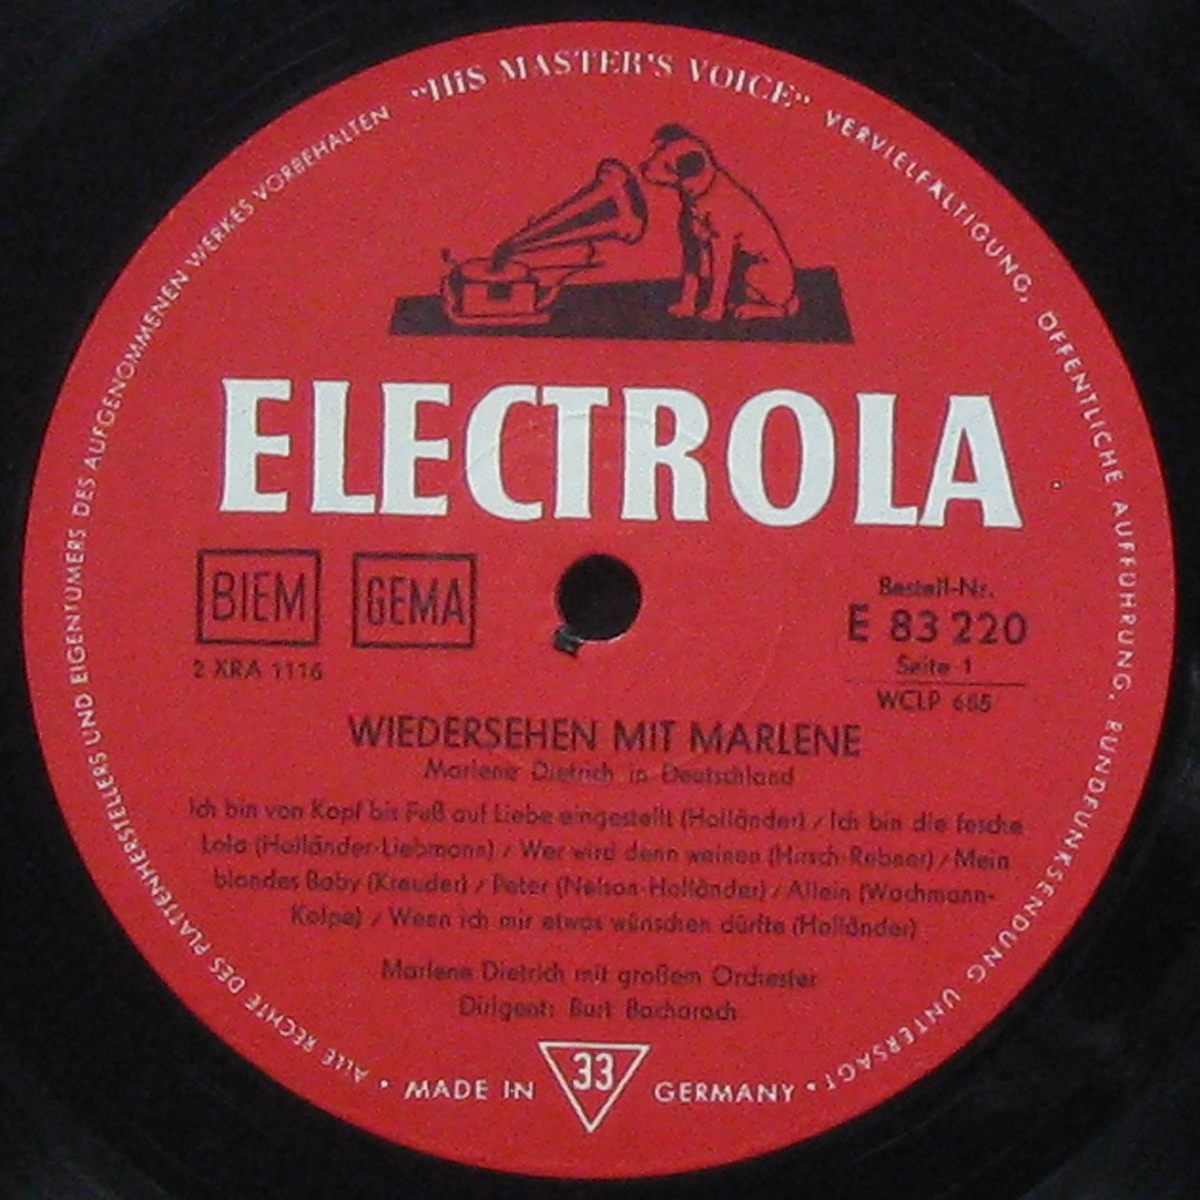 "HIS MASTER'S VOICE"
VERVIELFÄLTIGUNG, ÖFFENTLICHE AUFFÜHRUNG, RUNDFUNKSENDUNG UNTERSAGT •
ALLE RECHTE DES PLATTENHERSTELLERS UND EIGENTÜMERS DES AUFGENOMMENEN WERKES VORBEHALTEN
ELECTROLA
BIEM GEMA
2 XRA 1116
Bestell-Nr.
E 83 220
Seite 1
WCLP 685
WIEDERSEHEN MIT MARLENE
Marlene Dietrich in Deutschland
Ich bin von Kopf bis Fuß auf Liebe eingestellt (Holländer) / Ich bin die fesche
Lola (Holländer-Liebmann) / Wer wird denn weinen (Hirsch-Rebner) / Mein
blondes Baby (Kreuder) / Peter (Nelson-Holländer) / Allein (Wachmann-
Kolpe) / Wenn ich mir etwas wünschen dürfte (Holländer)
Marlene Dietrich mit großem Orchester
Dirigent: Burt Bacharach
• MADE IN 33 GERMANY